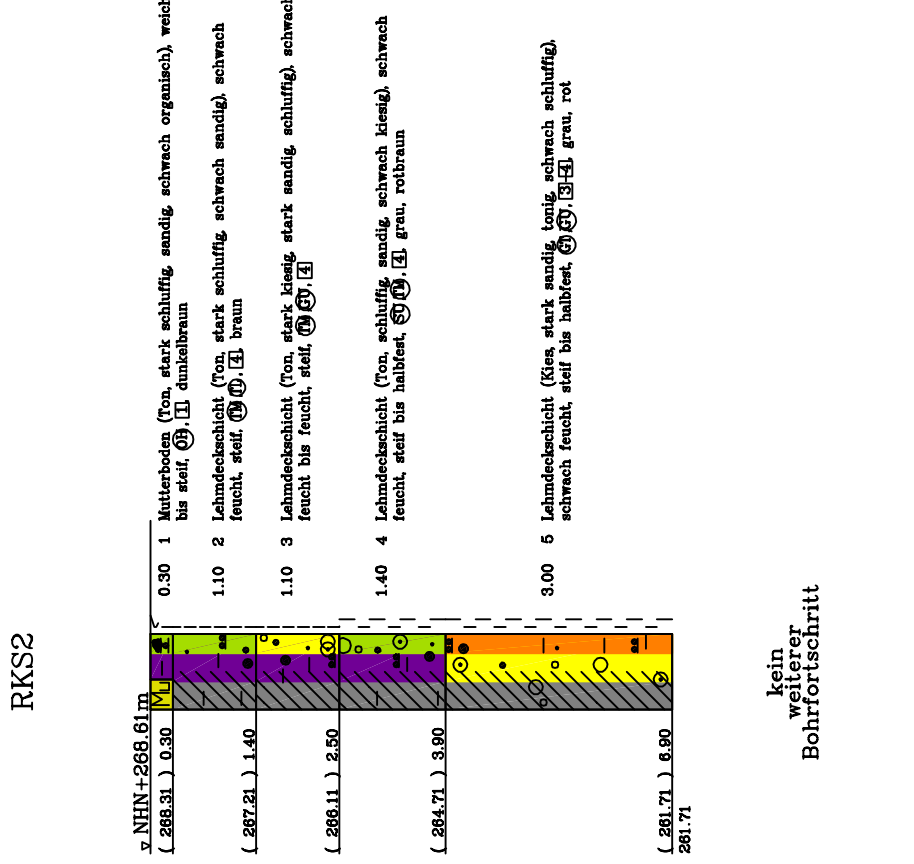 RKS2
NHN+268.61m
( 268.31 ) 0.30
Mu
0.30 1 Mutterboden (Ton, stark schluffig, sandig, schwach organisch), weich
bis steif, OH, 1, dunkelbraun
( 267.21 ) 1.40
1.10 2 Lehmdeckschicht (Ton, stark schluffig, schwach sandig), schwach
feucht, steif, TM TL, 4, braun
( 266.11 ) 2.50
1.10 3 Lehmdeckschicht (Ton, stark kiesig, stark sandig, schluffig), schwach
feucht bis feucht, steif, TM GU, 4
( 264.71 ) 3.90
1.40 4 Lehmdeckschicht (Ton, schluffig, sandig, schwach kiesig), schwach
feucht, steif bis halbfest, SU TM, 4, grau, rotbraun
( 261.71 ) 6.90
261.71
3.00 5 Lehmdeckschicht (Kies, stark sandig, tonig, schwach schluffig),
schwach feucht, steif bis halbfest, GT GU, 3-4, grau, rot
kein
weiterer
Bohrfortschritt